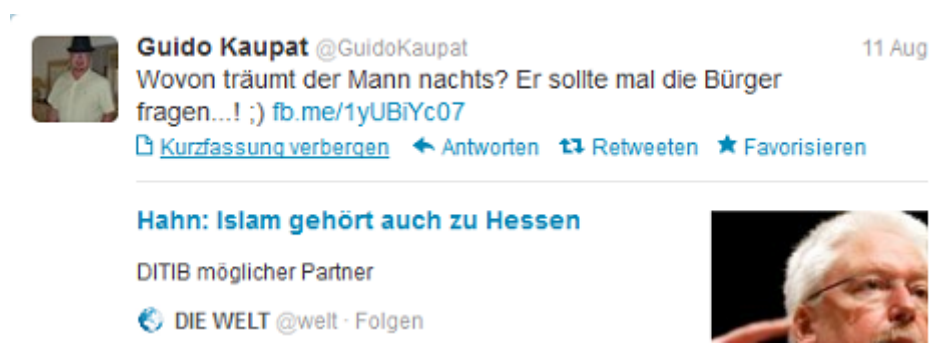 Guido Kaupat @GuidoKaupat 11 Aug
Wovon träumt der Mann nachts? Er sollte mal die Bürger
fragen...! ;) fb.me/1yUBiYc07
Kurzfassung verbergen Antworten Retweeten Favorisieren
Hahn: Islam gehört auch zu Hessen
DITIB möglicher Partner
DIE WELT @welt · Folgen